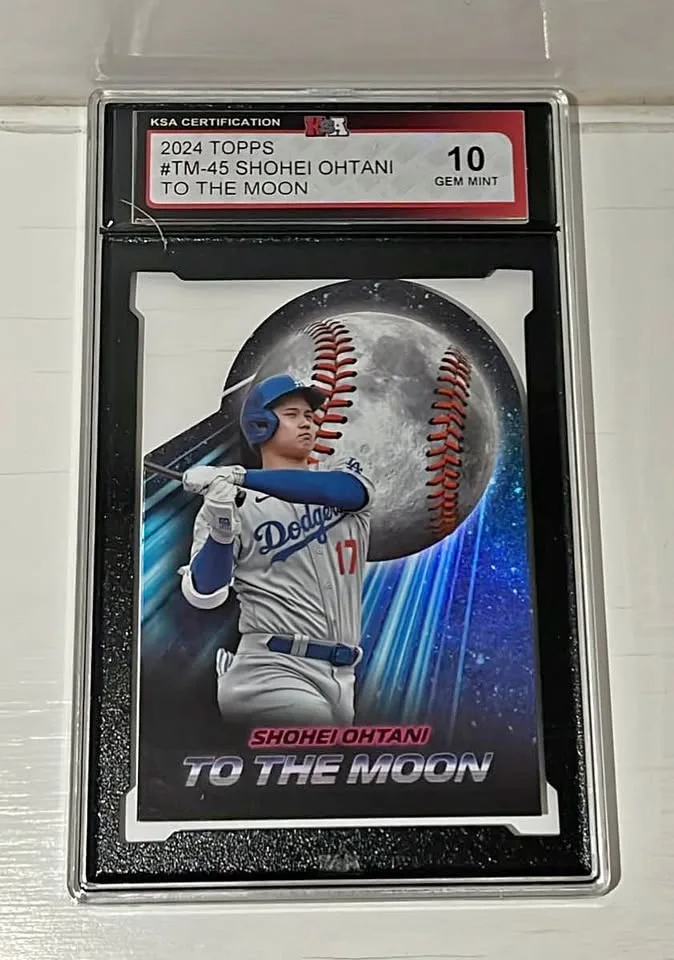 KSA CERTIFICATION
KSA
2024 TOPPS
#TM-45 SHOHEI OHTANI
TO THE MOON
10
GEM MINT
LA
Dodgers
17
SHOHEI OHTANI
TO THE MOON